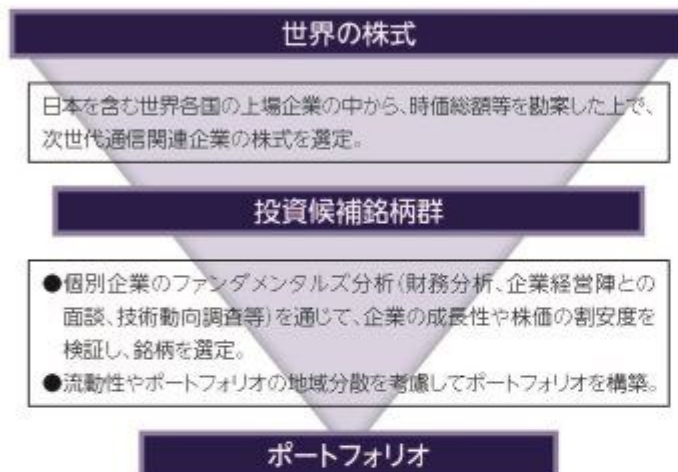 世界の株式
日本を含む世界各国の上場企業の中から、時価総額等を勘案した上で、
次世代通信関連企業の株式を選定。
投資候補銘柄群
●個別企業のファンダメンタルズ分析(財務分析、企業経営陣との
面談、技術動向調査等)を通じて、企業の成長性や株価の割安度を
検証し、銘柄を選定。
●流動性やポートフォリオの地域分散を考慮してポートフォリオを構築。
ポートフォリオ